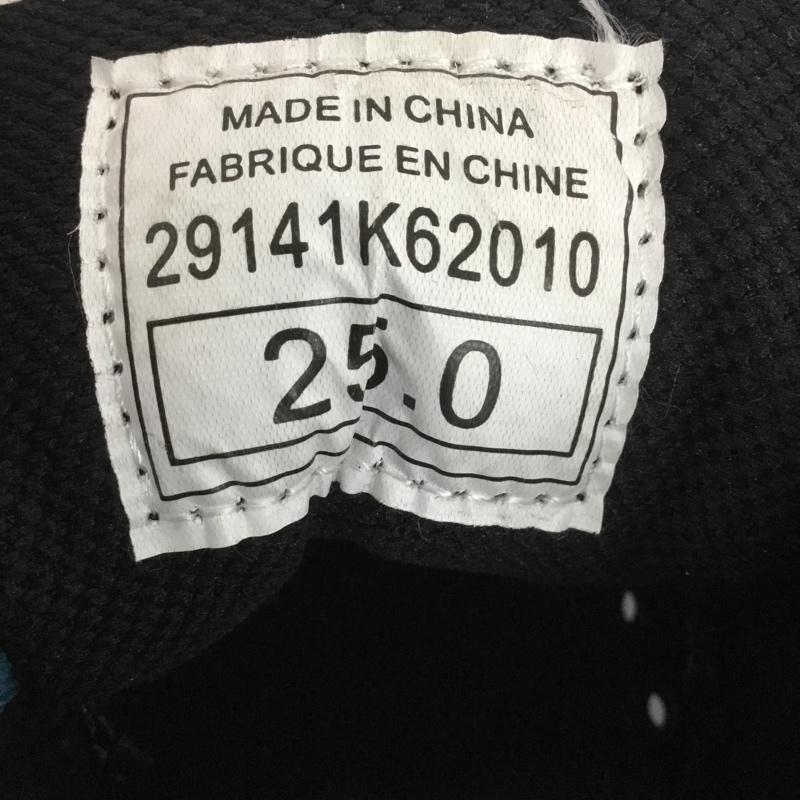 MADE IN CHINA
FABRIQUE EN CHINE
29141K62010
25.0